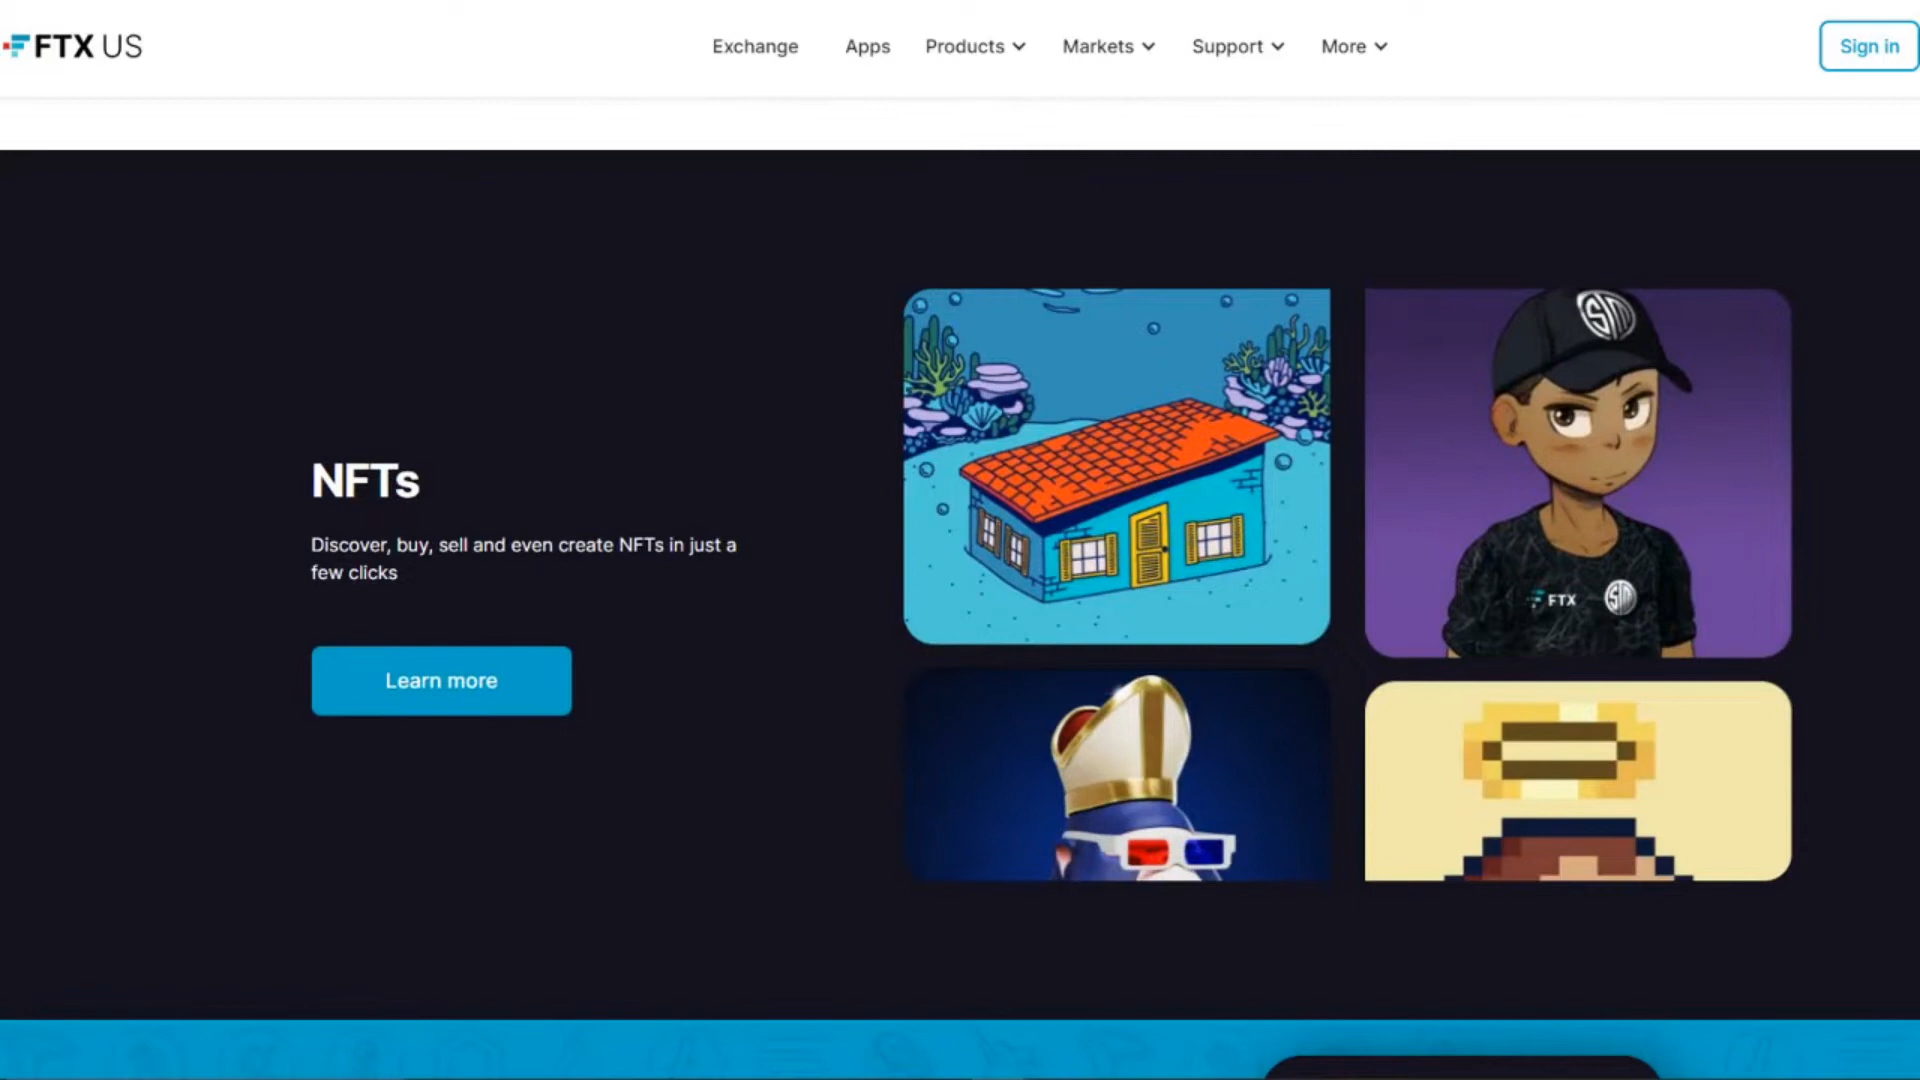 FTX US
Exchange
Apps
Products
Markets
Support
More
Sign in
NFTs
Discover, buy, sell and even create NFTs in just a
few clicks
Learn more
FTX